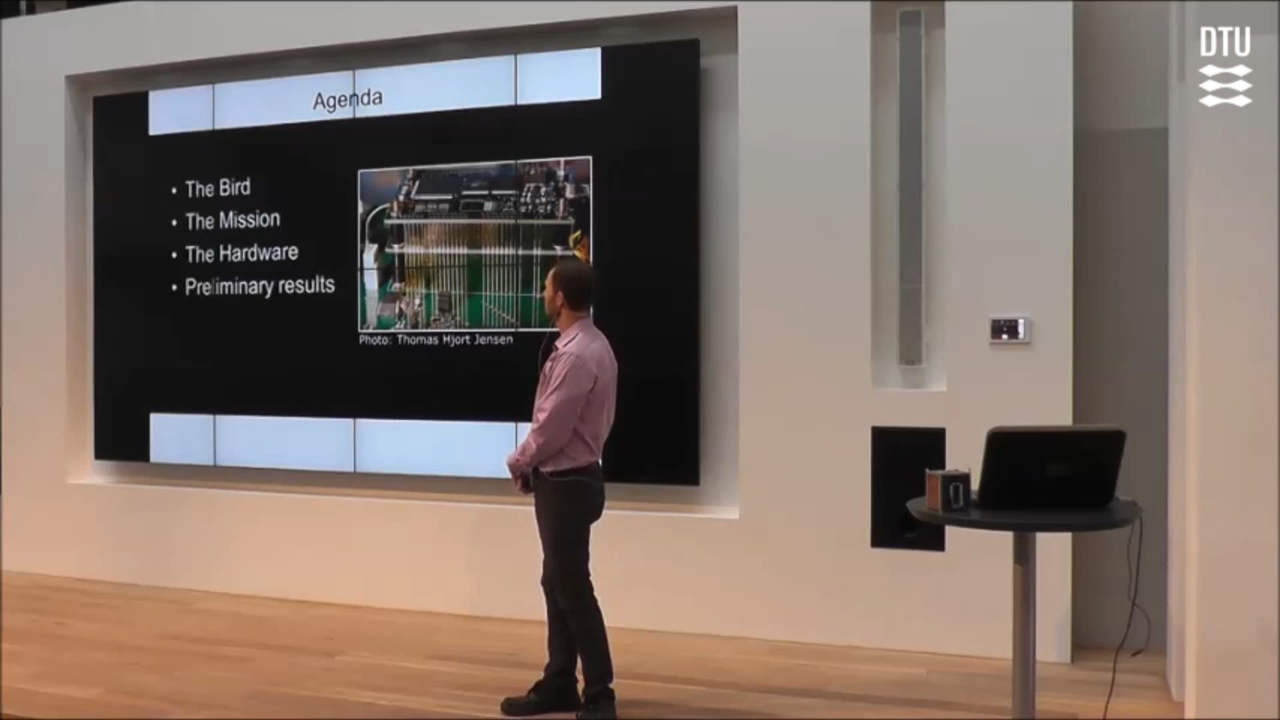 DTU
Agenda
• The Bird
• The Mission
• The Hardware
• Preliminary results
Photo: Thomas Hjort Jensen